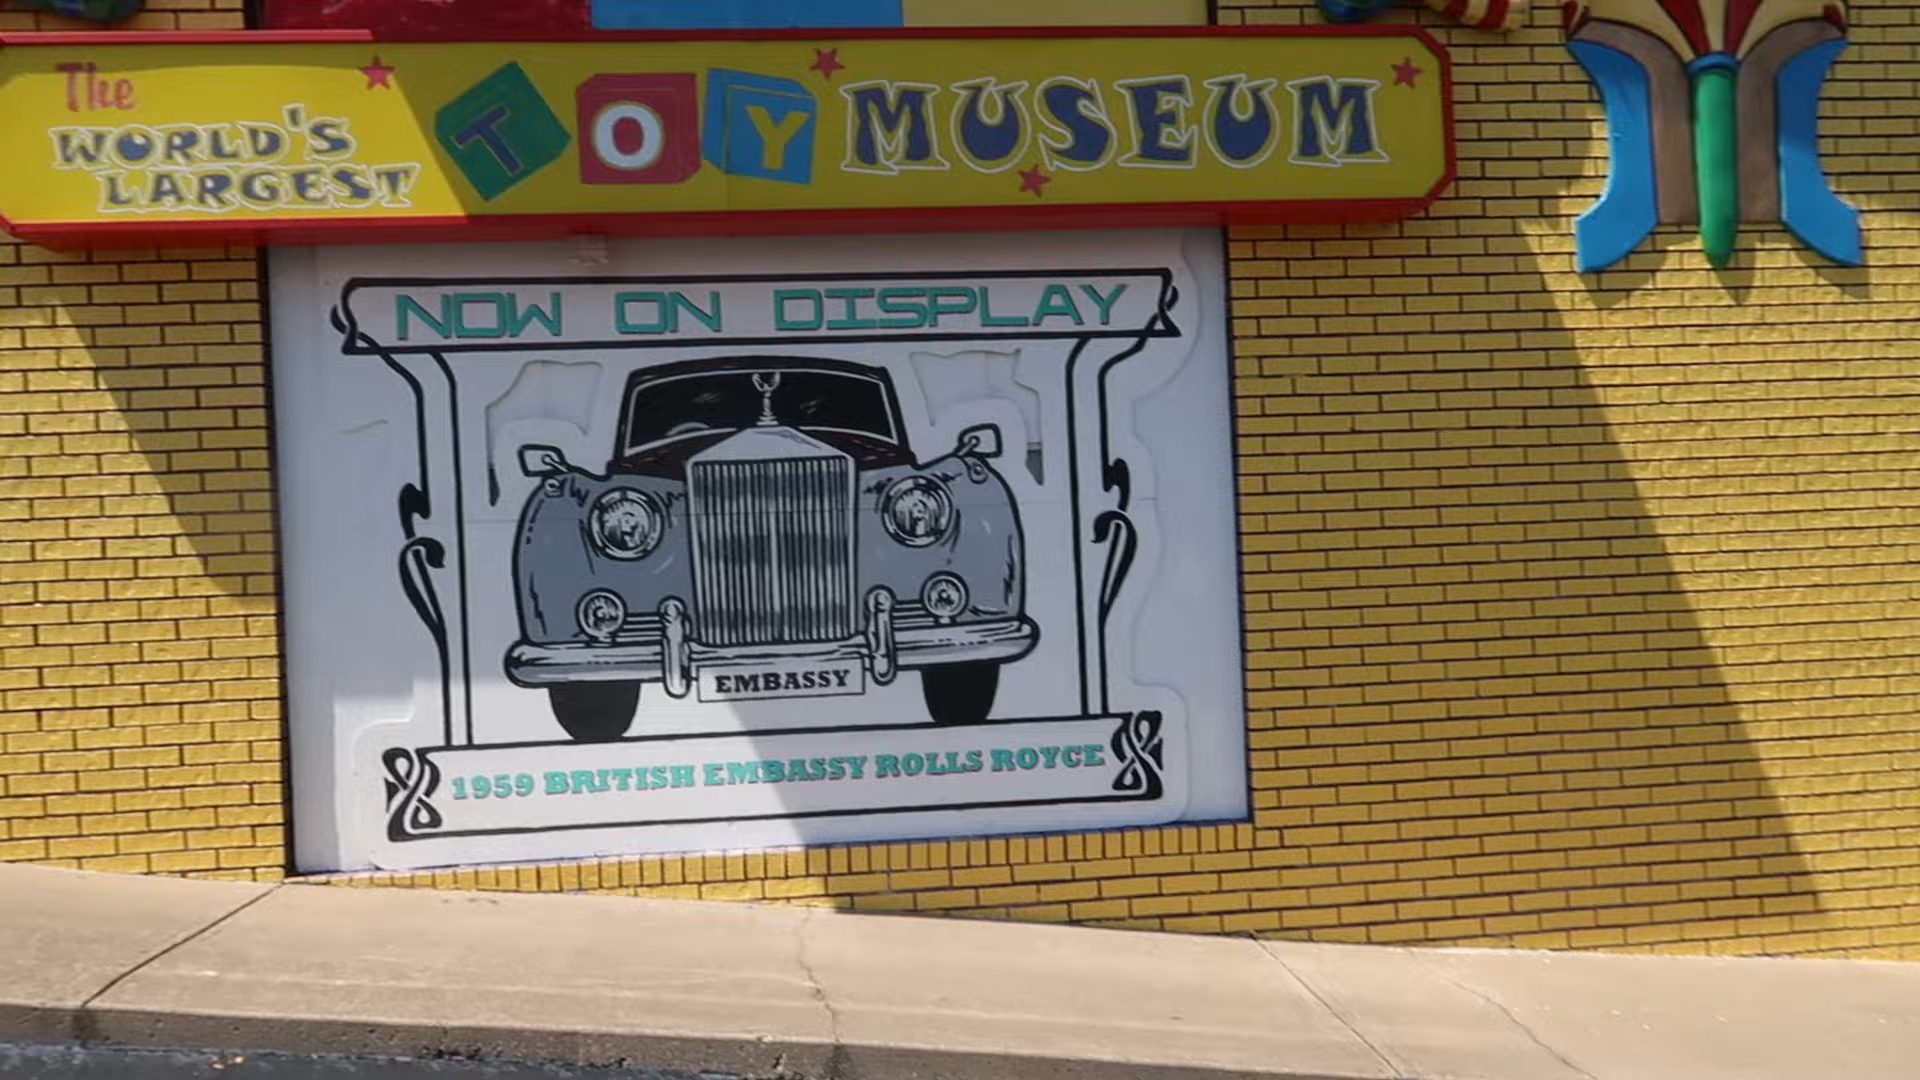 The
WORLD'S
LARGEST
TOY MUSEUM
NOW ON DISPLAY
EMBASSY
1959 BRITISH EMBASSY ROLLS ROYCE